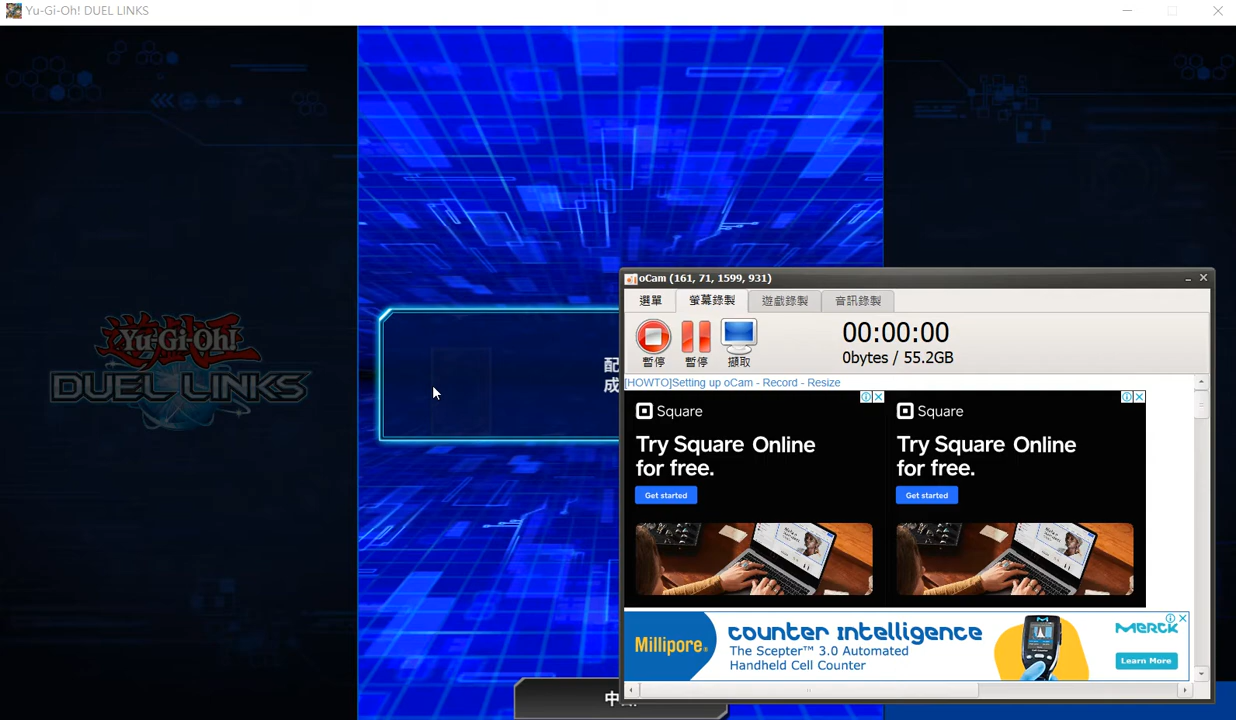 Yu-Gi-Oh! DUEL LINKS
Yu-Gi-Oh!
DUEL LINKS
配
成
中
oCam (161, 71, 1599, 931)
選單 螢幕錄製 遊戲錄製 音訊錄製
暫停 暫停 擷取
00:00:00
0bytes / 55.2GB
[HOWTO]Setting up oCam - Record - Resize
Square
Try Square Online
for free.
Get started
Square
Try Square Online
for free.
Get started
Millipore
counter intelligence
The Scepter™ 3.0 Automated
Handheld Cell Counter
MERCK
Learn More